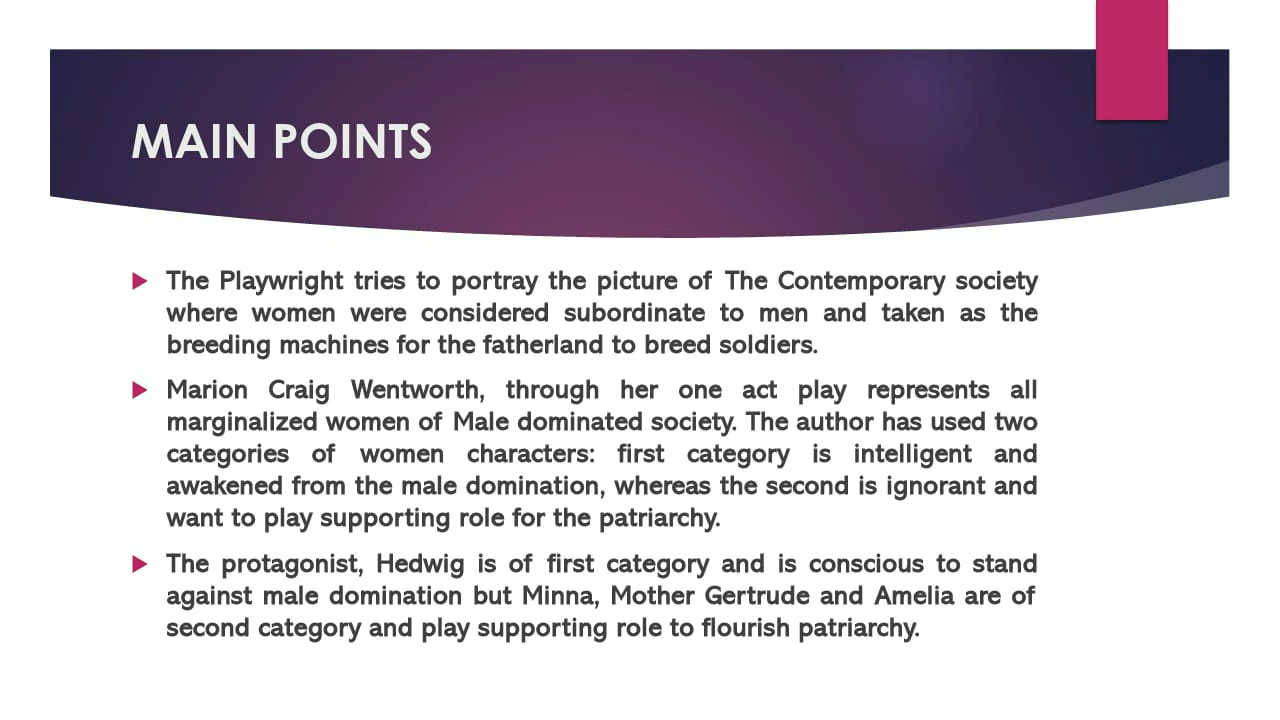 MAIN POINTS
The Playwright tries to portray the picture of The Contemporary society
where women were considered subordinate to men and taken as the
breeding machines for the fatherland to breed soldiers.
Marion Craig Wentworth, through her one act play represents all
marginalized women of Male dominated society. The author has used two
categories of women characters: first category is intelligent and
awakened from the male domination, whereas the second is ignorant and
want to play supporting role for the patriarchy.
The protagonist, Hedwig is of first category and is conscious to stand
against male domination but Minna, Mother Gertrude and Amelia are of
second category and play supporting role to flourish patriarchy.